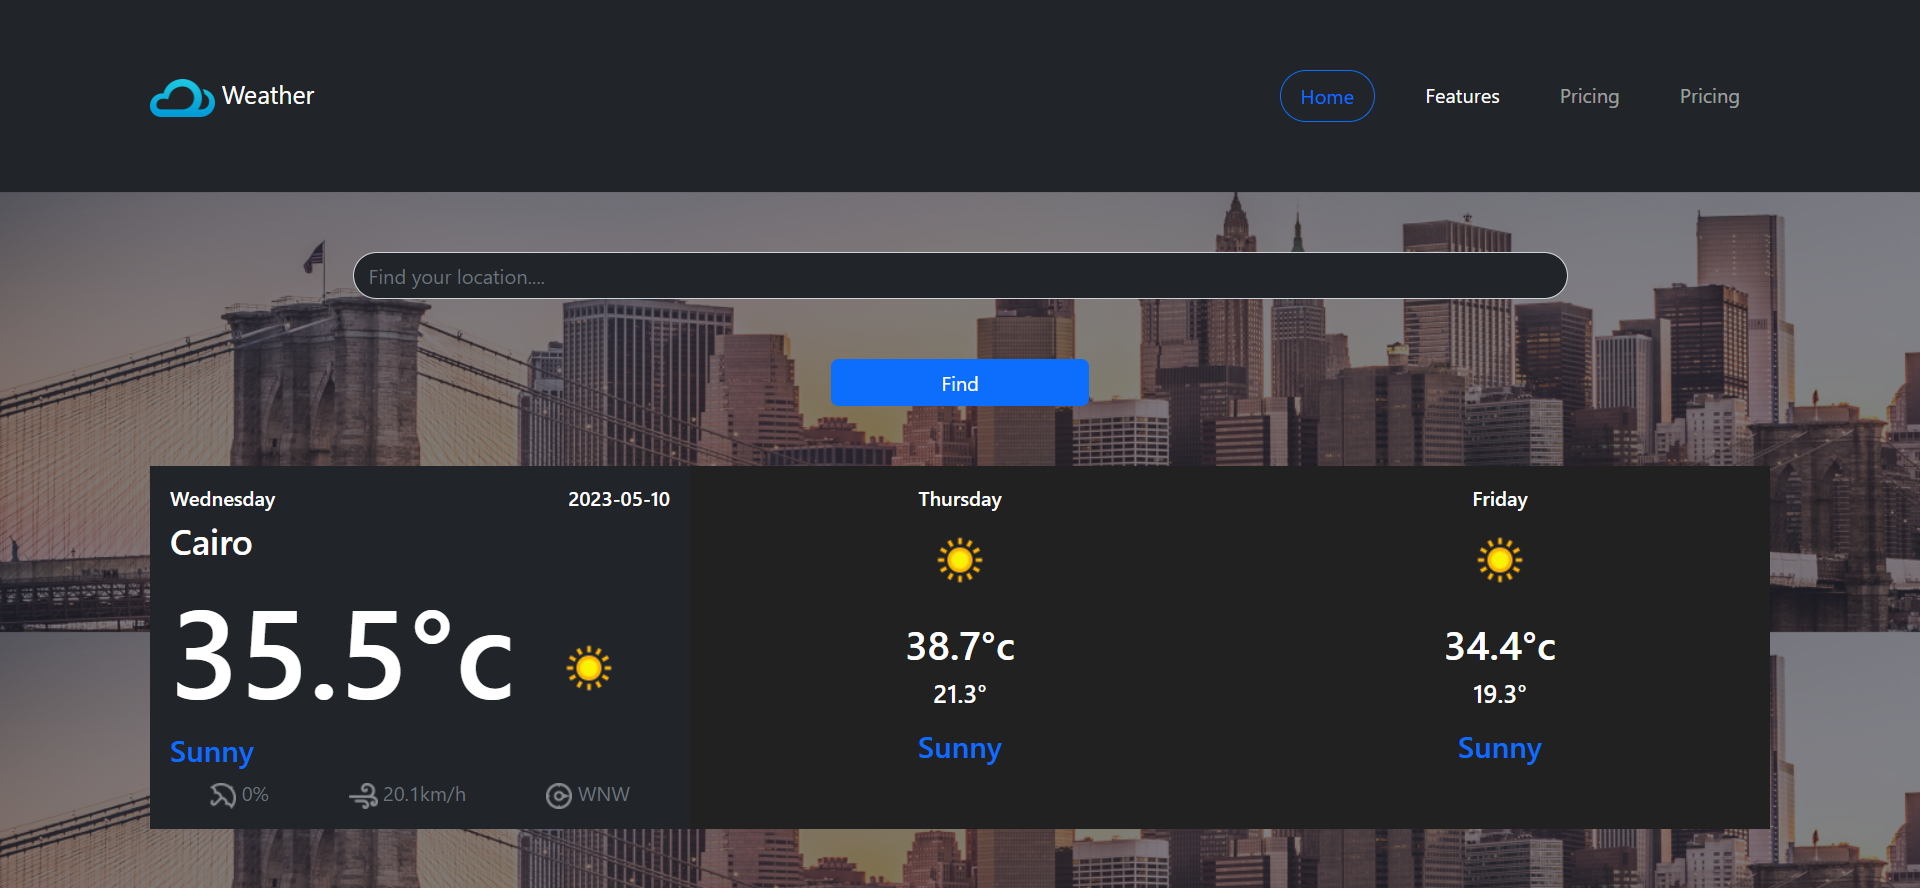 Weather
Home Features Pricing Pricing
Find your location....
Find
Wednesday 2023-05-10
Cairo
35.5°c
Sunny
0% 20.1km/h WNW
Thursday
38.7°c
21.3°
Sunny
Friday
34.4°c
19.3°
Sunny